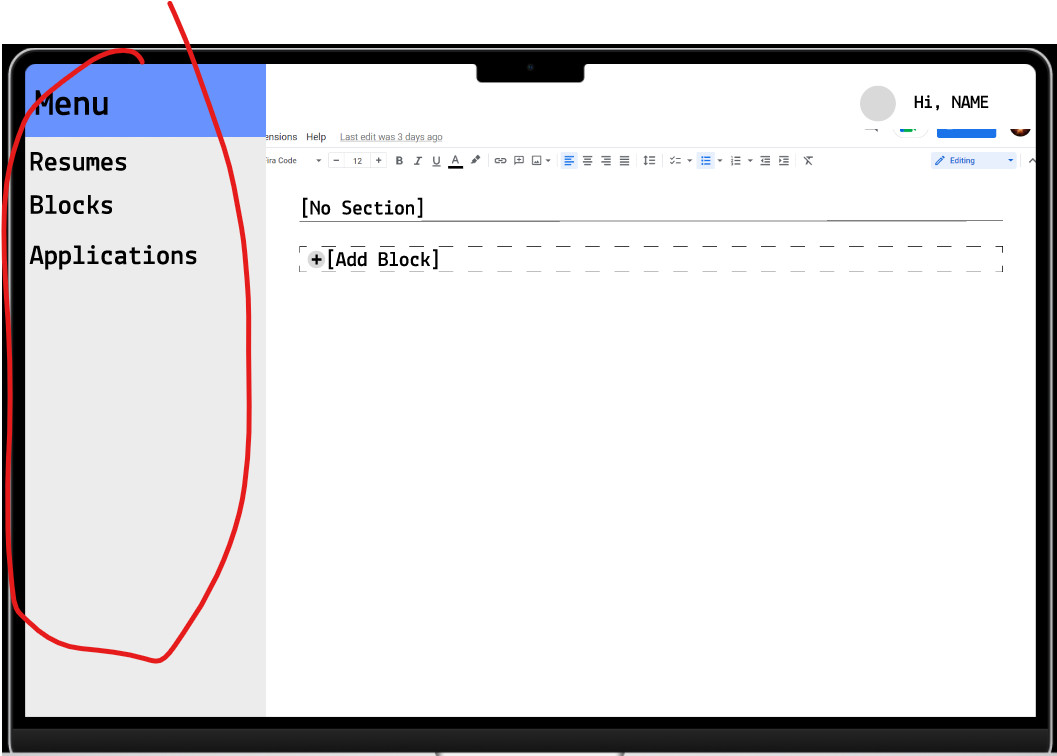 Menu
Hi, NAME
ensions Help Last edit was 3 days ago
ira Code 12 B I U A Editing
Resumes
Blocks
[No Section]
Applications
+[Add Block]